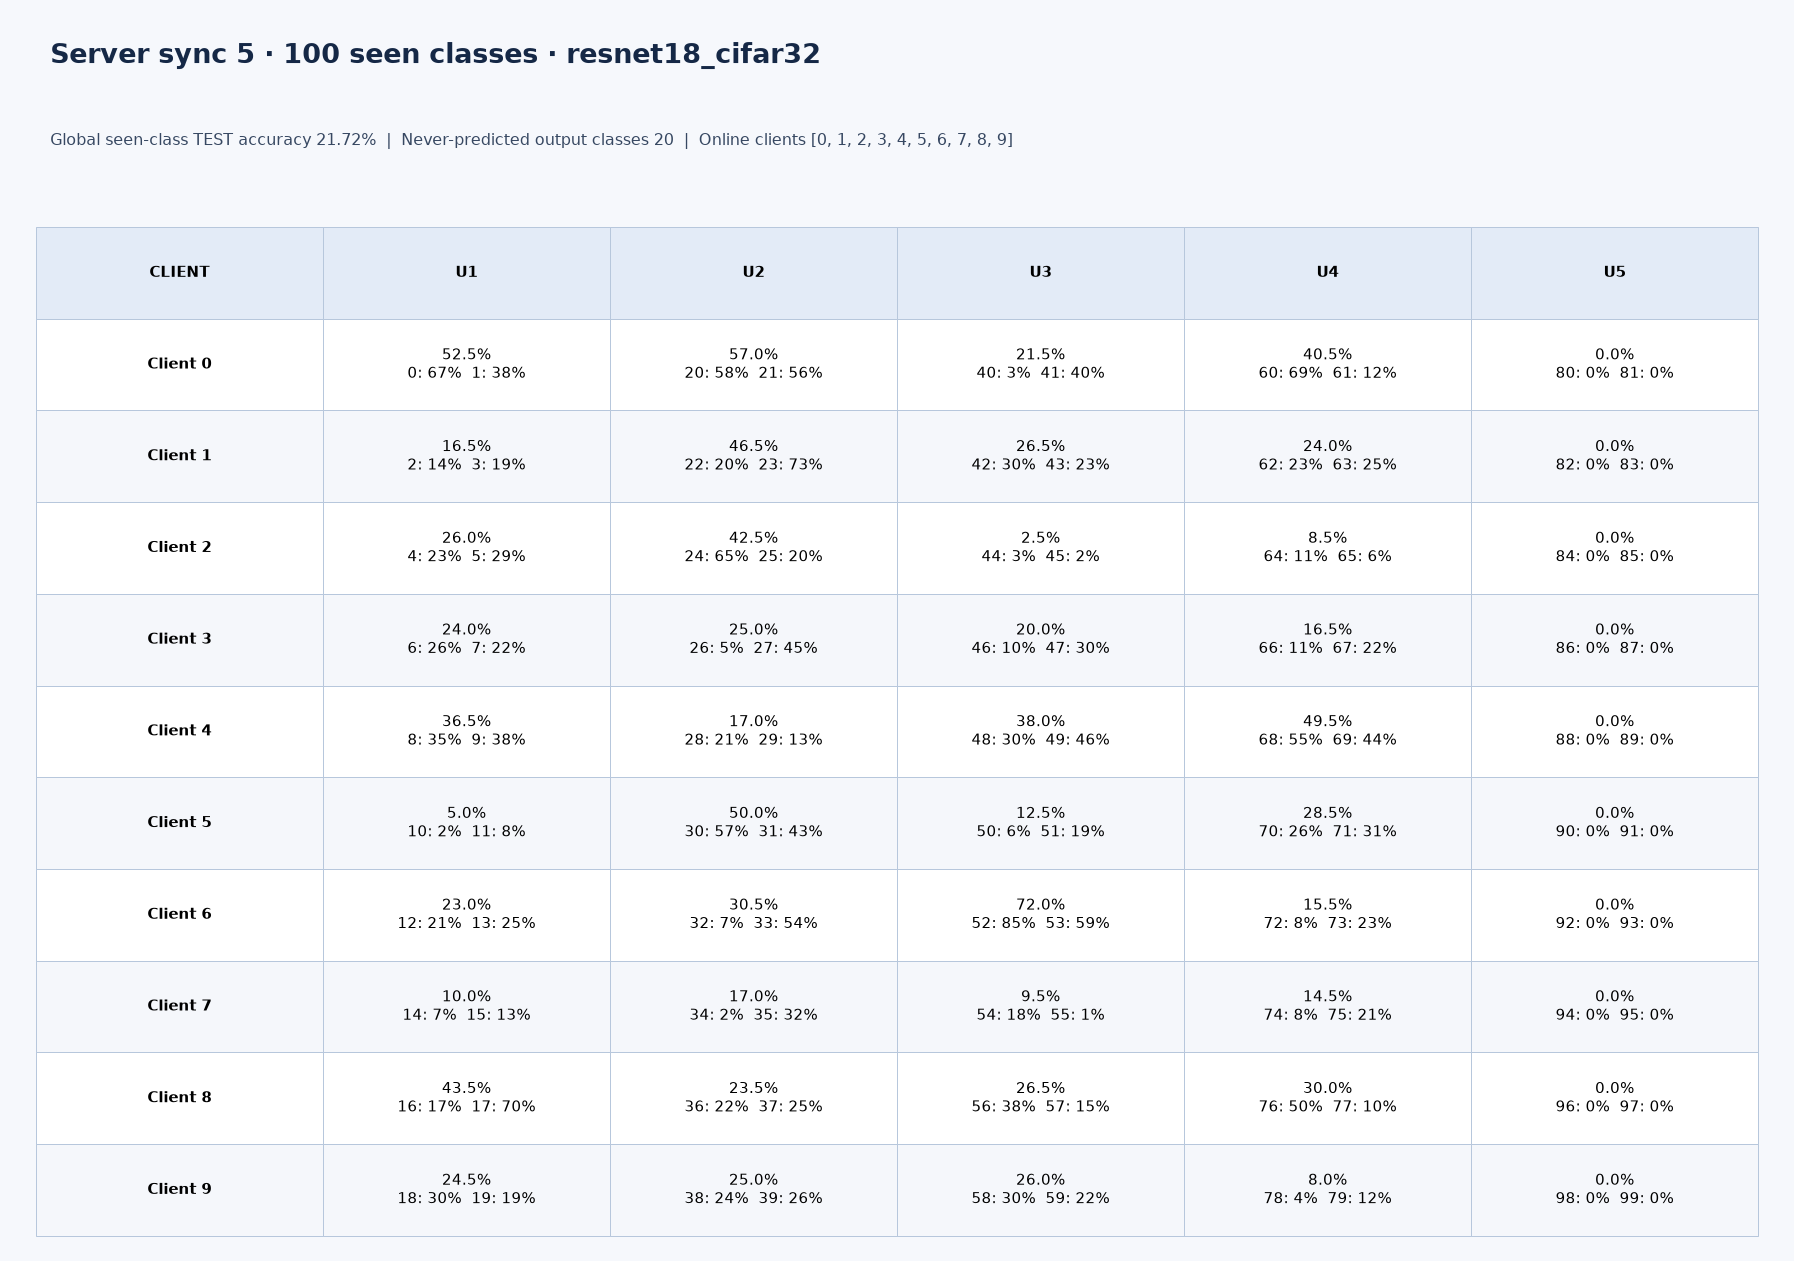 Server sync 5 · 100 seen classes · resnet18_cifar32
Global seen-class TEST accuracy 21.72%  |  Never-predicted output classes 20  |  Online clients [0, 1, 2, 3, 4, 5, 6, 7, 8, 9]
CLIENT U1 U2 U3 U4 U5
Client 0
52.5% 57.0% 21.5% 40.5% 0.0%
0: 67%  1: 38% 20: 58%  21: 56% 40: 3%  41: 40% 60: 69%  61: 12% 80: 0%  81: 0%
Client 1
16.5% 46.5% 26.5% 24.0% 0.0%
2: 14%  3: 19% 22: 20%  23: 73% 42: 30%  43: 23% 62: 23%  63: 25% 82: 0%  83: 0%
Client 2
26.0% 42.5% 2.5% 8.5% 0.0%
4: 23%  5: 29% 24: 65%  25: 20% 44: 3%  45: 2% 64: 11%  65: 6% 84: 0%  85: 0%
Client 3
24.0% 25.0% 20.0% 16.5% 0.0%
6: 26%  7: 22% 26: 5%  27: 45% 46: 10%  47: 30% 66: 11%  67: 22% 86: 0%  87: 0%
Client 4
36.5% 17.0% 38.0% 49.5% 0.0%
8: 35%  9: 38% 28: 21%  29: 13% 48: 30%  49: 46% 68: 55%  69: 44% 88: 0%  89: 0%
Client 5
5.0% 50.0% 12.5% 28.5% 0.0%
10: 2%  11: 8% 30: 57%  31: 43% 50: 6%  51: 19% 70: 26%  71: 31% 90: 0%  91: 0%
Client 6
23.0% 30.5% 72.0% 15.5% 0.0%
12: 21%  13: 25% 32: 7%  33: 54% 52: 85%  53: 59% 72: 8%  73: 23% 92: 0%  93: 0%
Client 7
10.0% 17.0% 9.5% 14.5% 0.0%
14: 7%  15: 13% 34: 2%  35: 32% 54: 18%  55: 1% 74: 8%  75: 21% 94: 0%  95: 0%
Client 8
43.5% 23.5% 26.5% 30.0% 0.0%
16: 17%  17: 70% 36: 22%  37: 25% 56: 38%  57: 15% 76: 50%  77: 10% 96: 0%  97: 0%
Client 9
24.5% 25.0% 26.0% 8.0% 0.0%
18: 30%  19: 19% 38: 24%  39: 26% 58: 30%  59: 22% 78: 4%  79: 12% 98: 0%  99: 0%